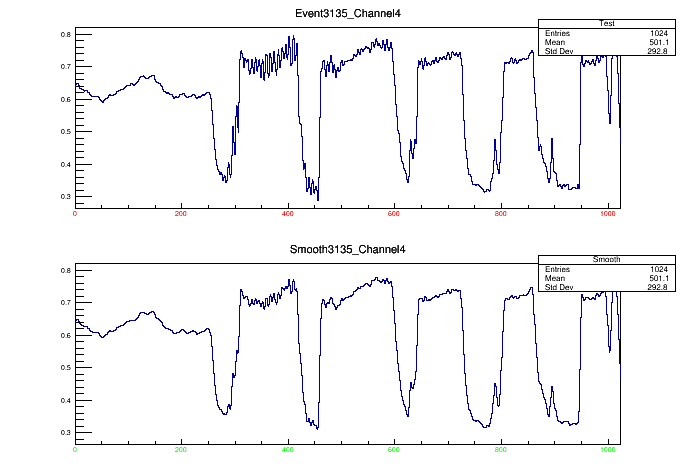 Event3135_Channel4
Test
Entries 1024
Mean 501.1
Std Dev 292.8
0.8
0.7
0.6
0.5
0.4
0.3
0 200 400 600 800 1000
Smooth3135_Channel4
Smooth
Entries 1024
Mean 501.1
Std Dev 292.8
0.8
0.7
0.6
0.5
0.4
0.3
0 200 400 600 800 1000